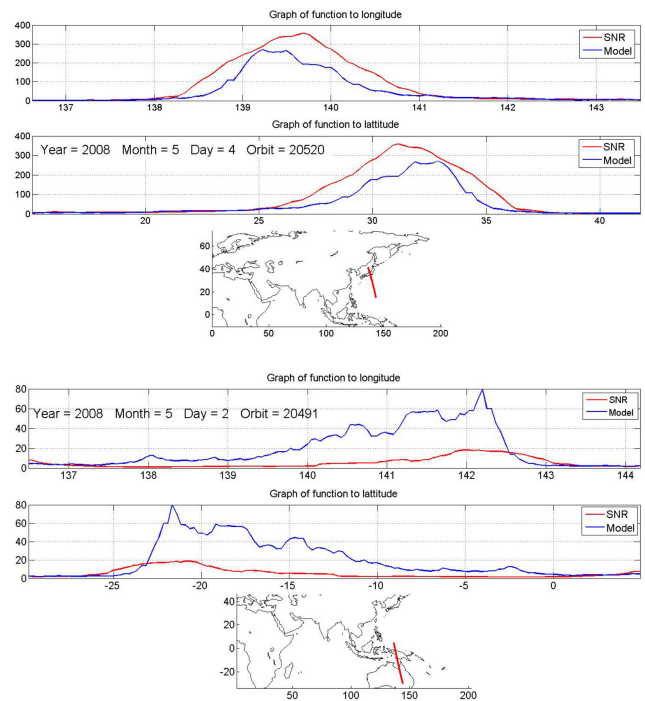 Graph of function to longitude
400
300
200
100
0
SNR
Model
137 138 139 140 141 142 143
Graph of function to lattitude
400
300
200
100
0
Year = 2008 Month = 5 Day = 4 Orbit = 20520
SNR
Model
20 25 30 35 40
60
40
20
0
0 50 100 150 200
Graph of function to longitude
80
60
40
20
0
Year = 2008 Month = 5 Day = 2 Orbit = 20491
SNR
Model
137 138 139 140 141 142 143 144
Graph of function to lattitude
80
60
40
20
0
SNR
Model
-25 -20 -15 -10 -5 0
40
20
0
-20
50 100 150 200